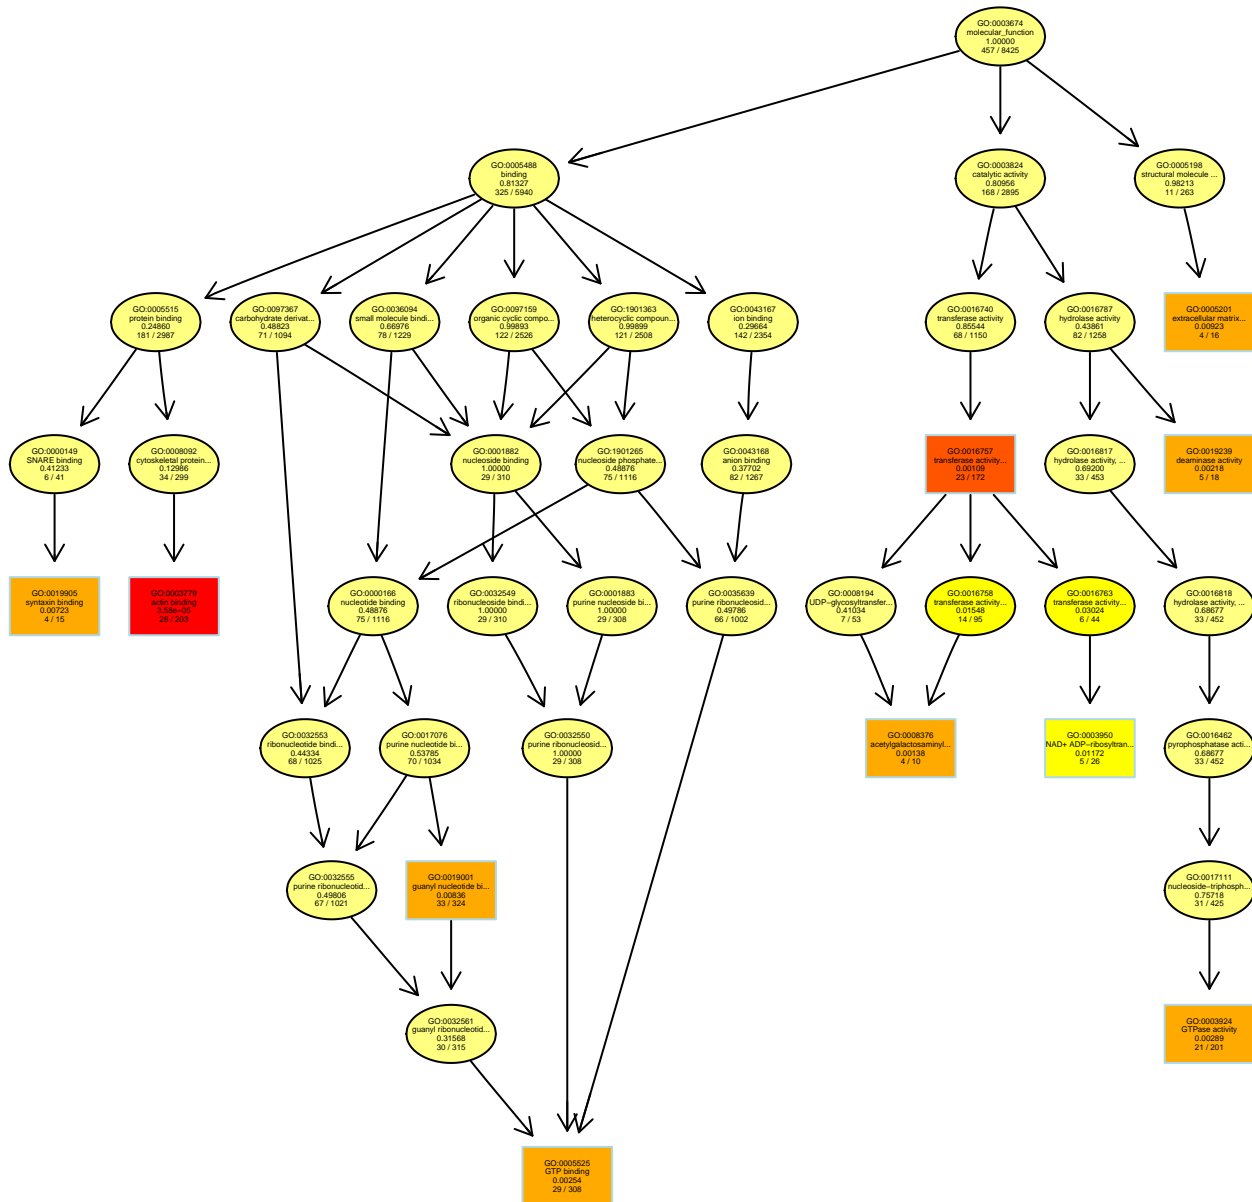 GO:0003674
molecular_function
1.00000
457 / 8425
GO:0005488
binding
0.81327
325 / 5940
GO:0003824
catalytic activity
0.80956
168 / 2895
GO:0005198
structural molecule ...
0.98213
11 / 263
GO:0005515
protein binding
0.24860
181 / 2987
GO:0097367
carbohydrate derivat...
0.48823
71 / 1094
GO:0036094
small molecule bindi...
0.66976
78 / 1229
GO:0097159
organic cyclic compo...
0.99893
122 / 2526
GO:1901363
heterocyclic compoun...
0.99899
121 / 2508
GO:0043167
ion binding
0.29664
142 / 2354
GO:0016740
transferase activity
0.85544
68 / 1150
GO:0016787
hydrolase activity
0.43861
82 / 1258
GO:0005201
extracellular matrix...
0.00923
4 / 16
GO:0000149
SNARE binding
0.41233
6 / 41
GO:0008092
cytoskeletal protein...
0.12986
34 / 299
GO:0001882
nucleoside binding
1.00000
29 / 310
GO:1901265
nucleoside phosphate...
0.48876
75 / 1116
GO:0043168
anion binding
0.37702
82 / 1267
GO:0016757
transferase activity...
0.00109
23 / 172
GO:0016817
hydrolase activity, ...
0.69200
33 / 453
GO:0019239
deaminase activity
0.00218
5 / 18
GO:0019905
syntaxin binding
0.00723
4 / 15
GO:0003779
actin binding
3.59e−05
28 / 203
GO:0000166
nucleotide binding
0.48876
75 / 1116
GO:0032549
ribonucleoside bindi...
1.00000
29 / 310
GO:0001883
purine nucleoside bi...
1.00000
29 / 308
GO:0035639
purine ribonucleosid...
0.49786
66 / 1002
GO:0008194
UDP−glycosyltransfer...
0.41034
7 / 53
GO:0016758
transferase activity...
0.01548
14 / 95
GO:0016763
transferase activity...
0.03024
6 / 44
GO:0016818
hydrolase activity, ...
0.68677
33 / 452
GO:0032553
ribonucleotide bindi...
0.44334
68 / 1025
GO:0017076
purine nucleotide bi...
0.53785
70 / 1034
GO:0032550
purine ribonucleosid...
1.00000
29 / 308
GO:0008376
acetylgalactosaminyl...
0.00138
4 / 10
GO:0003950
NAD+ ADP−ribosyltran...
0.01172
5 / 26
GO:0016462
pyrophosphatase acti...
0.68677
33 / 452
GO:0032555
purine ribonucleotid...
0.49806
67 / 1021
GO:0019001
guanyl nucleotide bi...
0.00836
33 / 324
GO:0017111
nucleoside−triphosph...
0.75718
31 / 425
GO:0032561
guanyl ribonucleotid...
0.31568
30 / 315
GO:0003924
GTPase activity
0.00289
21 / 201
GO:0005525
GTP binding
0.00254
29 / 308